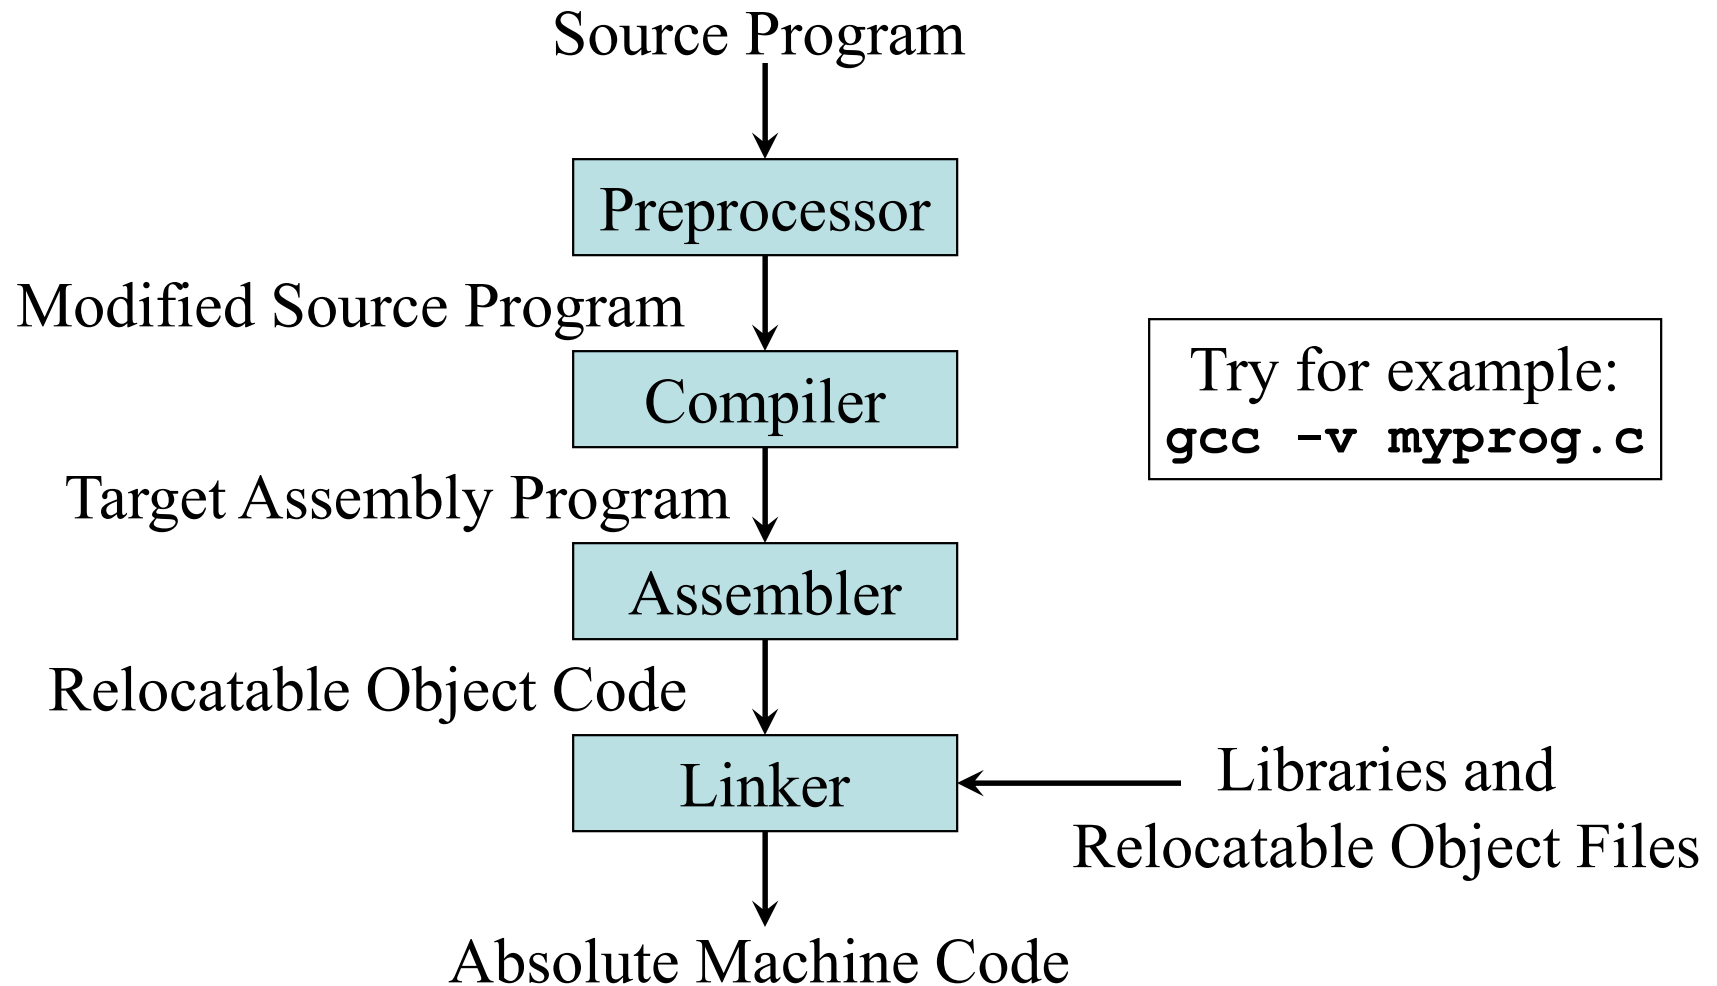 Source Program
Preprocessor
Modified Source Program
Compiler
Try for example:
gcc -v myprog.c
Target Assembly Program
Assembler
Relocatable Object Code
Linker
Libraries and
Relocatable Object Files
Absolute Machine Code